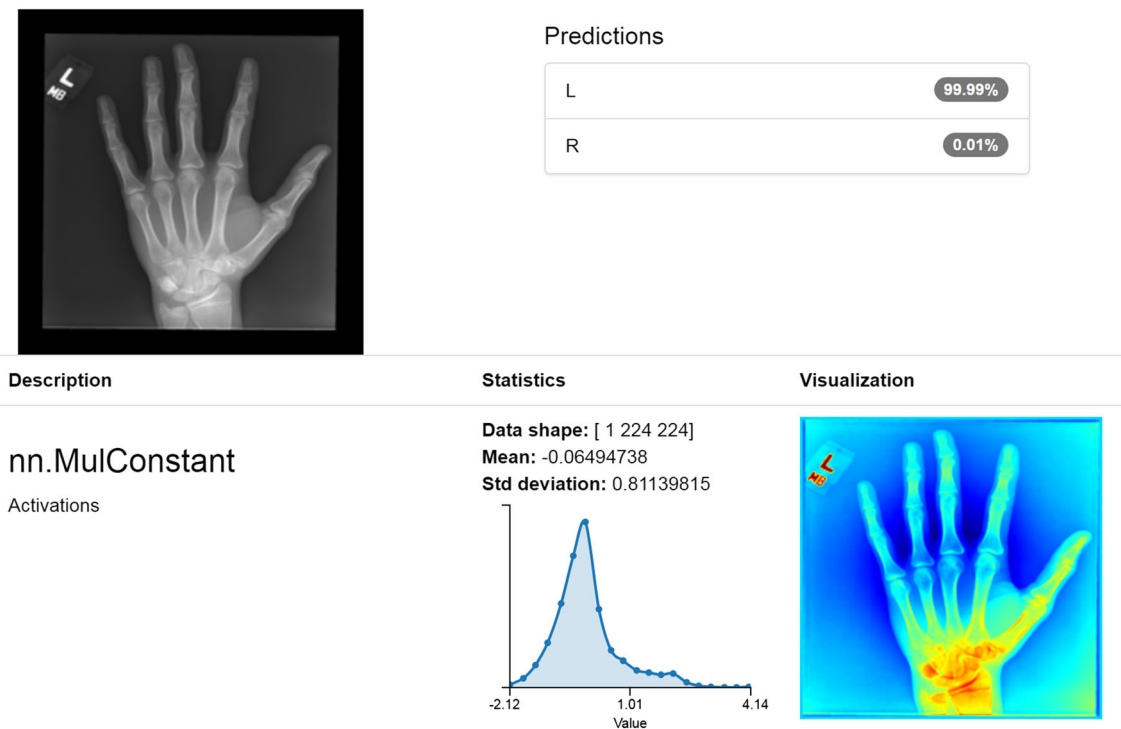 L
MB
Predictions
L 99.99%
R 0.01%
Description Statistics Visualization
nn.MulConstant
Activations
Data shape: [ 1 224 224]
Mean: -0.06494738
Std deviation: 0.81139815
-2.12 1.01 4.14
Value
L
MB